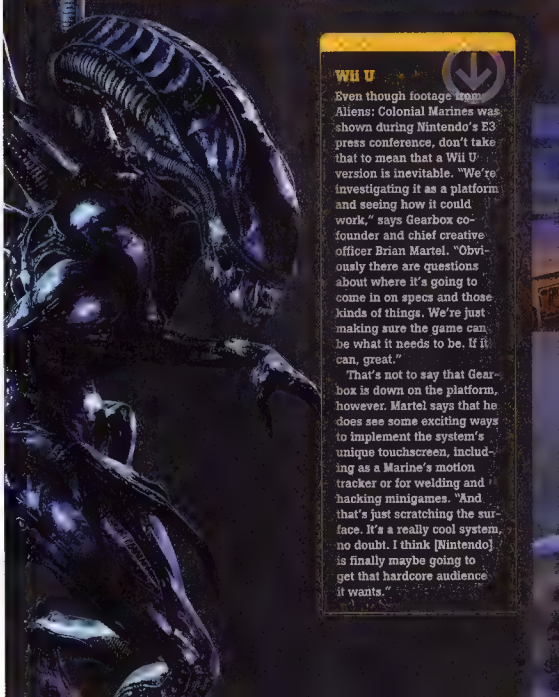 Wii U
Even though footage from
Aliens: Colonial Marines was
shown during Nintendo's E3
press conference, don't take
that to mean that a Wii U
version is inevitable. "We're
investigating it as a platform
and seeing how it could
work," says Gearbox co-
founder and chief creative
officer Brian Martel. "Obvi-
ously there are questions
about where it's going to
come in on specs and those
kinds of things. We're just
making sure the game can
be what it needs to be. If it
can, great."
That's not to say that Gear-
box is down on the platform,
however. Martel says that he
does see some exciting ways
to implement the system's
unique touchscreen, includ-
ing as a Marine's motion
tracker or for welding and
hacking minigames. "And
that's just scratching the sur-
face. It's a really cool system,
no doubt. I think [Nintendo]
is finally maybe going to
get that hardcore audience
it wants."